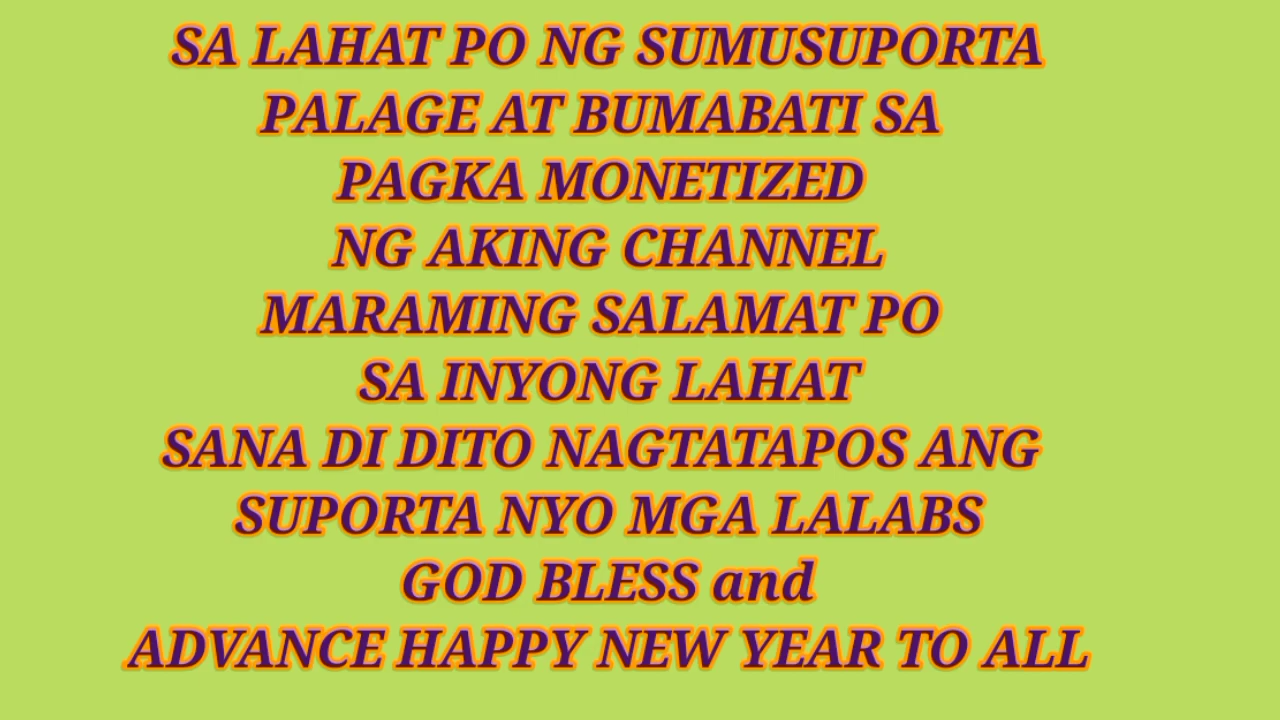 SA LAHAT PO NG SUMUSUPORTA
PALAGE AT BUMABATI SA
PAGKA MONETIZED
NG AKING CHANNEL
MARAMING SALAMAT PO
SA INYONG LAHAT
SANA DI DITO NAGTATAPOS ANG
SUPORTA NYO MGA LALABS
GOD BLESS and
ADVANCE HAPPY NEW YEAR TO ALL